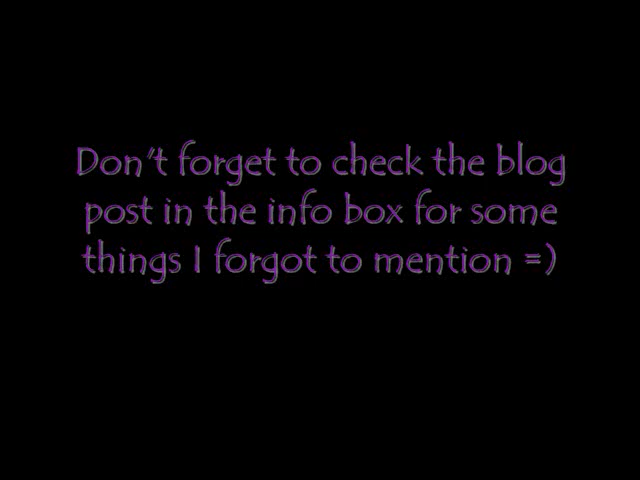 Don't forget to check the blog
post in the info box for some
things I forgot to mention =)